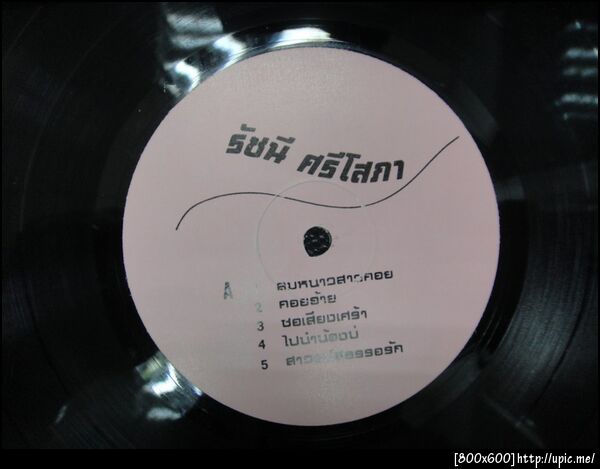 รัชนี ศรีโสภา
A 1 ลมหนาวสาวคอย
2 คอยอ้าย
3 ซอเสียงเศร้า
4 ไปนำน้องบ่
5
[800x600]http://upic.me/